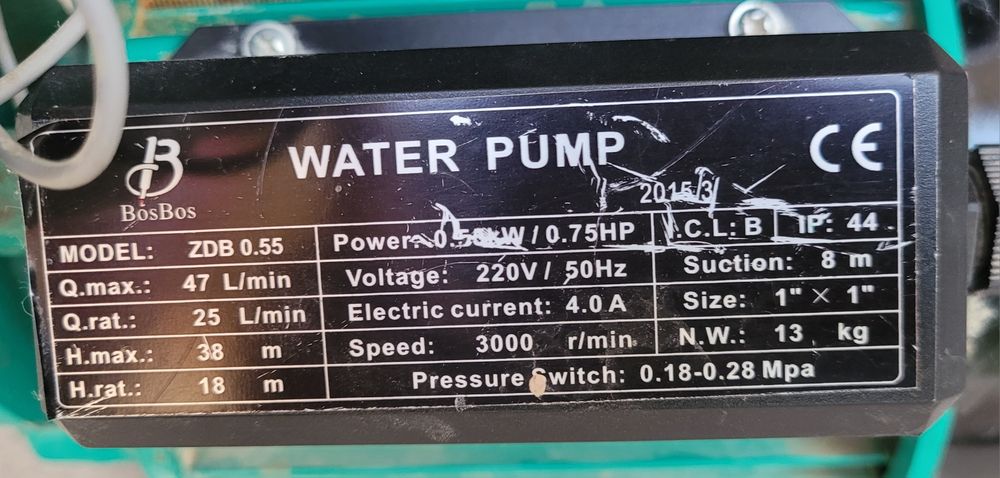 WATER PUMP
CE
BosBos
2015/3/
MODEL: ZDB 0.55
Q.max.: 47 L/min
Q.rat.: 25 L/min
H.max.: 38 m
H.rat.: 18 m
Power: 0.55kW / 0.75HP
I.C.L: B
IP: 44
Voltage: 220V / 50Hz
Suction: 8 m
Electric current: 4.0 A
Size: 1" × 1"
Speed: 3000 r/min
N.W.: 13 kg
Pressure Switch: 0.18-0.28 Mpa